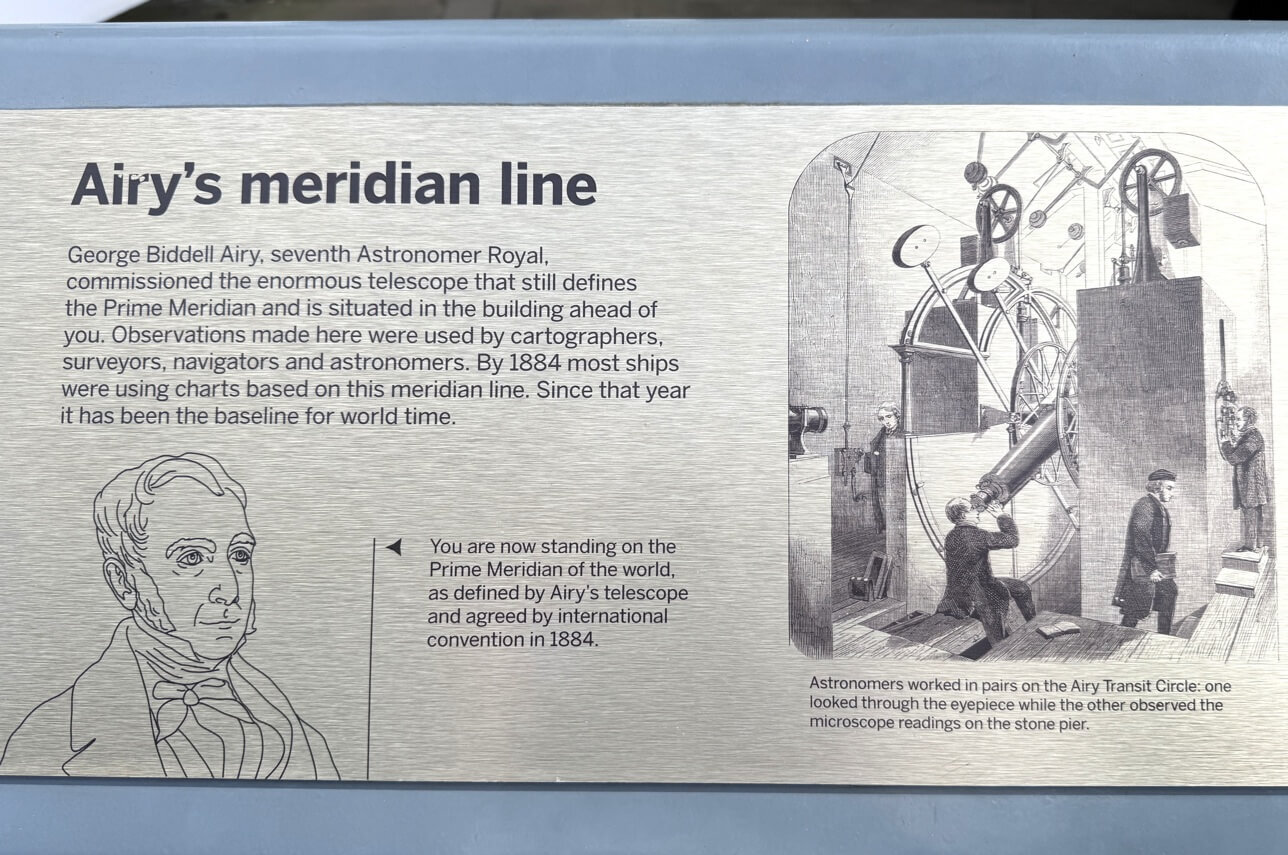 Airy's meridian line
George Biddell Airy, seventh Astronomer Royal,
commissioned the enormous telescope that still defines
the Prime Meridian and is situated in the building ahead of
you. Observations made here were used by cartographers,
surveyors, navigators and astronomers. By 1884 most ships
were using charts based on this meridian line. Since that year
it has been the baseline for world time.
You are now standing on the
Prime Meridian of the world,
as defined by Airy's telescope
and agreed by international
convention in 1884.
Astronomers worked in pairs on the Airy Transit Circle: one
looked through the eyepiece while the other observed the
microscope readings on the stone pier.